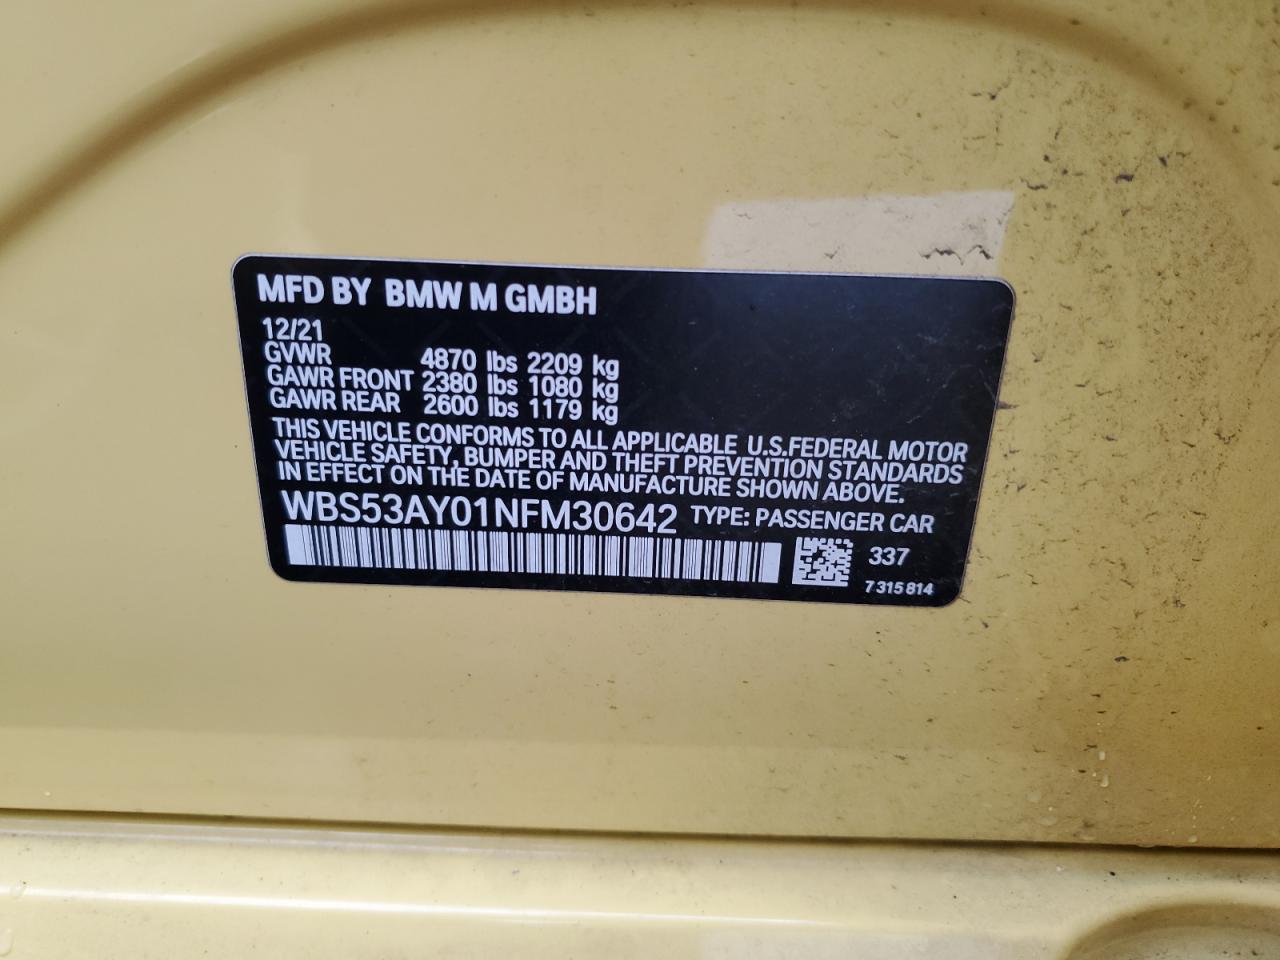 MFD BY BMW M GMBH
12/21
GVWR 4870 lbs 2209 kg
GAWR FRONT 2380 lbs 1080 kg
GAWR REAR 2600 lbs 1179 kg
THIS VEHICLE CONFORMS TO ALL APPLICABLE U.S.FEDERAL MOTOR
VEHICLE SAFETY, BUMPER AND THEFT PREVENTION STANDARDS
IN EFFECT ON THE DATE OF MANUFACTURE SHOWN ABOVE.
WBS53AY01NFM30642 TYPE: PASSENGER CAR
337
7 315 814